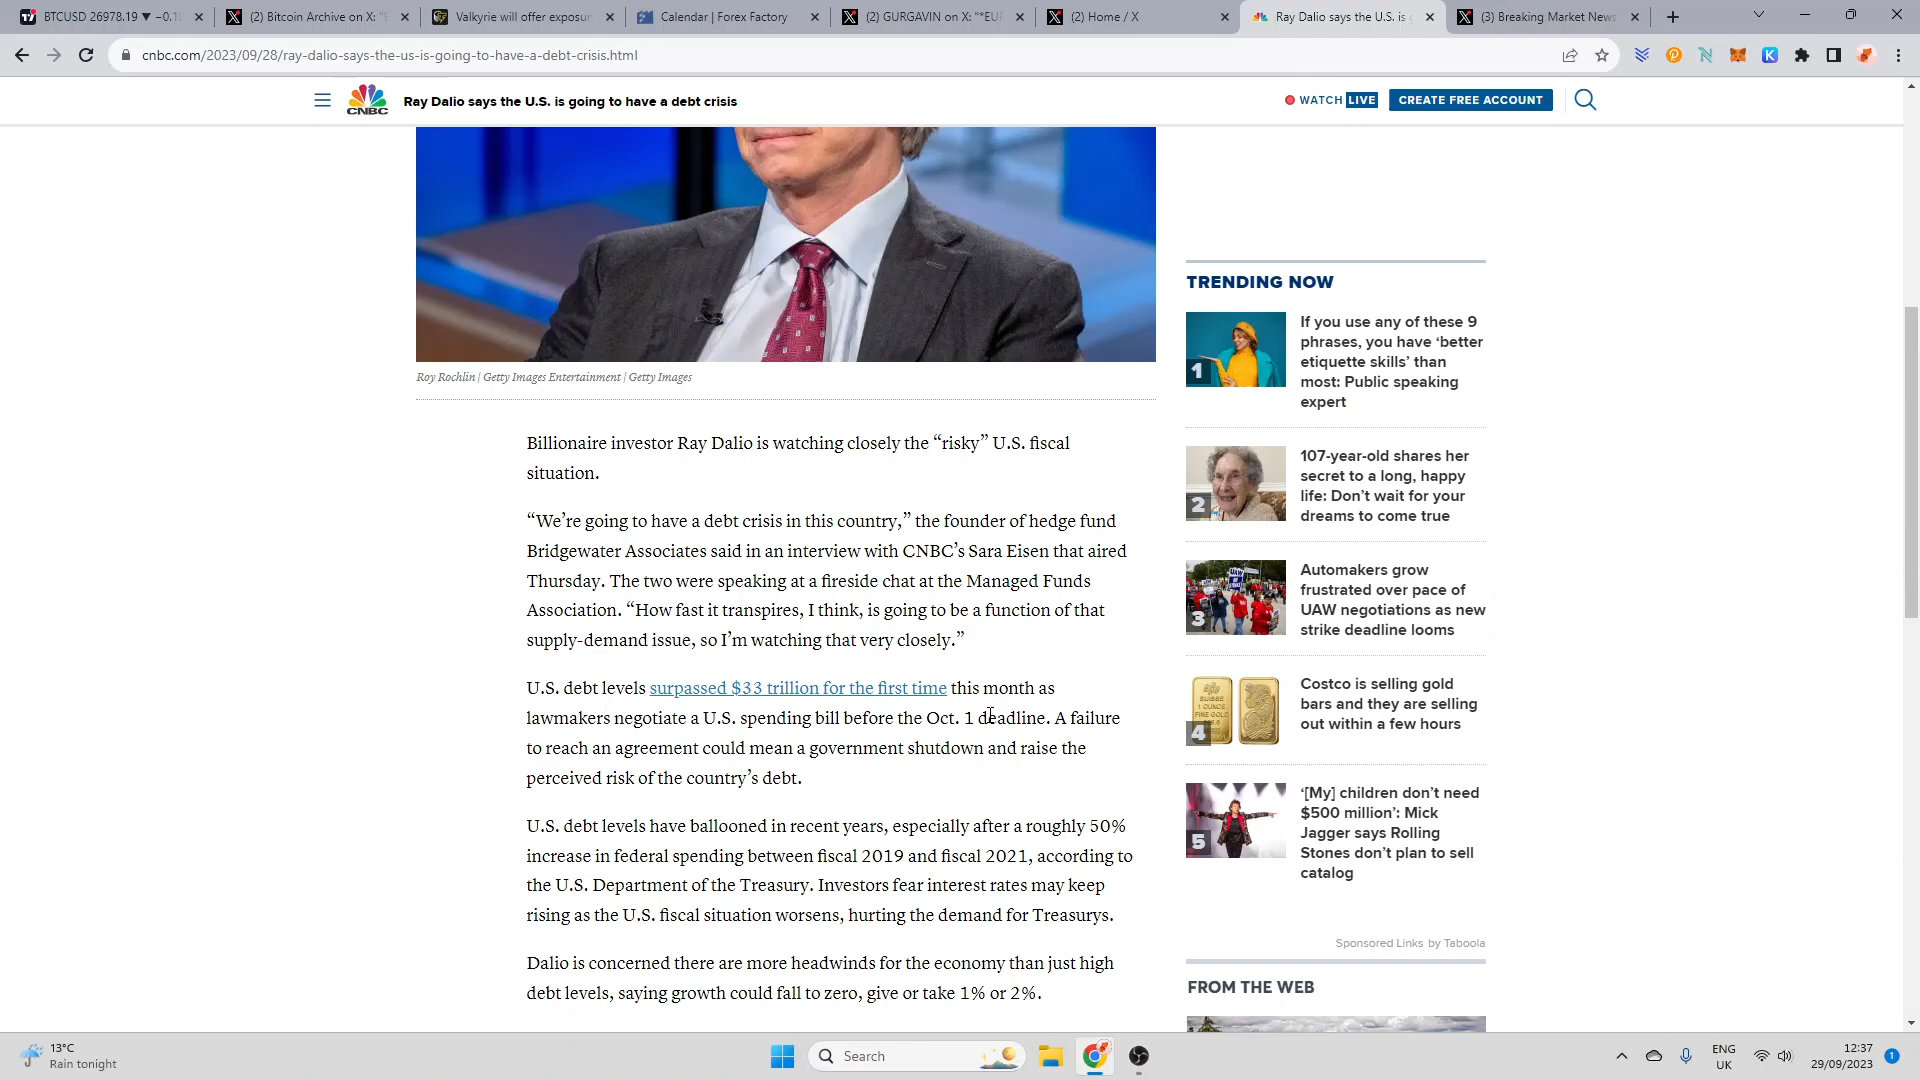 BTCUSD 26978.19 ▼ −0.1
(2) Bitcoin Archive on X: "
Valkyrie will offer exposur
Calendar | Forex Factory
(2) GURGAVIN on X: "*EU
(2) Home / X
Ray Dalio says the U.S. is g
(3) Breaking Market News
cnbc.com/2023/09/28/ray-dalio-says-the-us-is-going-to-have-a-debt-crisis.html
CNBC
Ray Dalio says the U.S. is going to have a debt crisis
WATCH LIVE
CREATE FREE ACCOUNT
Roy Rochlin | Getty Images Entertainment | Getty Images
Billionaire investor Ray Dalio is watching closely the “risky” U.S. fiscal
situation.
“We’re going to have a debt crisis in this country,” the founder of hedge fund
Bridgewater Associates said in an interview with CNBC’s Sara Eisen that aired
Thursday. The two were speaking at a fireside chat at the Managed Funds
Association. “How fast it transpires, I think, is going to be a function of that
supply-demand issue, so I’m watching that very closely.”
U.S. debt levels surpassed $33 trillion for the first time this month as
lawmakers negotiate a U.S. spending bill before the Oct. 1 deadline. A failure
to reach an agreement could mean a government shutdown and raise the
perceived risk of the country’s debt.
U.S. debt levels have ballooned in recent years, especially after a roughly 50%
increase in federal spending between fiscal 2019 and fiscal 2021, according to
the U.S. Department of the Treasury. Investors fear interest rates may keep
rising as the U.S. fiscal situation worsens, hurting the demand for Treasurys.
Dalio is concerned there are more headwinds for the economy than just high
debt levels, saying growth could fall to zero, give or take 1% or 2%.
TRENDING NOW
1
If you use any of these 9
phrases, you have ‘better
etiquette skills’ than
most: Public speaking
expert
2
107-year-old shares her
secret to a long, happy
life: Don’t wait for your
dreams to come true
3
Automakers grow
frustrated over pace of
UAW negotiations as new
strike deadline looms
SUISSE
1 OUNCE
FINE GOLD
4
Costco is selling gold
bars and they are selling
out within a few hours
5
‘[My] children don’t need
$500 million’: Mick
Jagger says Rolling
Stones don’t plan to sell
catalog
Sponsored Links by Taboola
FROM THE WEB
13°C
Rain tonight
Search
ENG
UK
12:37
29/09/2023
1